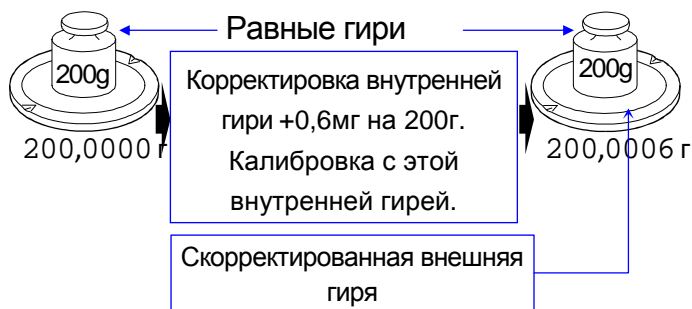 Равные гири
200g
200g
Корректировка внутренней
гири +0,6мг на 200г.
Калибровка с этой
внутренней гирей.
200,0000 г
200,0006 г
Скорректированная внешняя
гиря